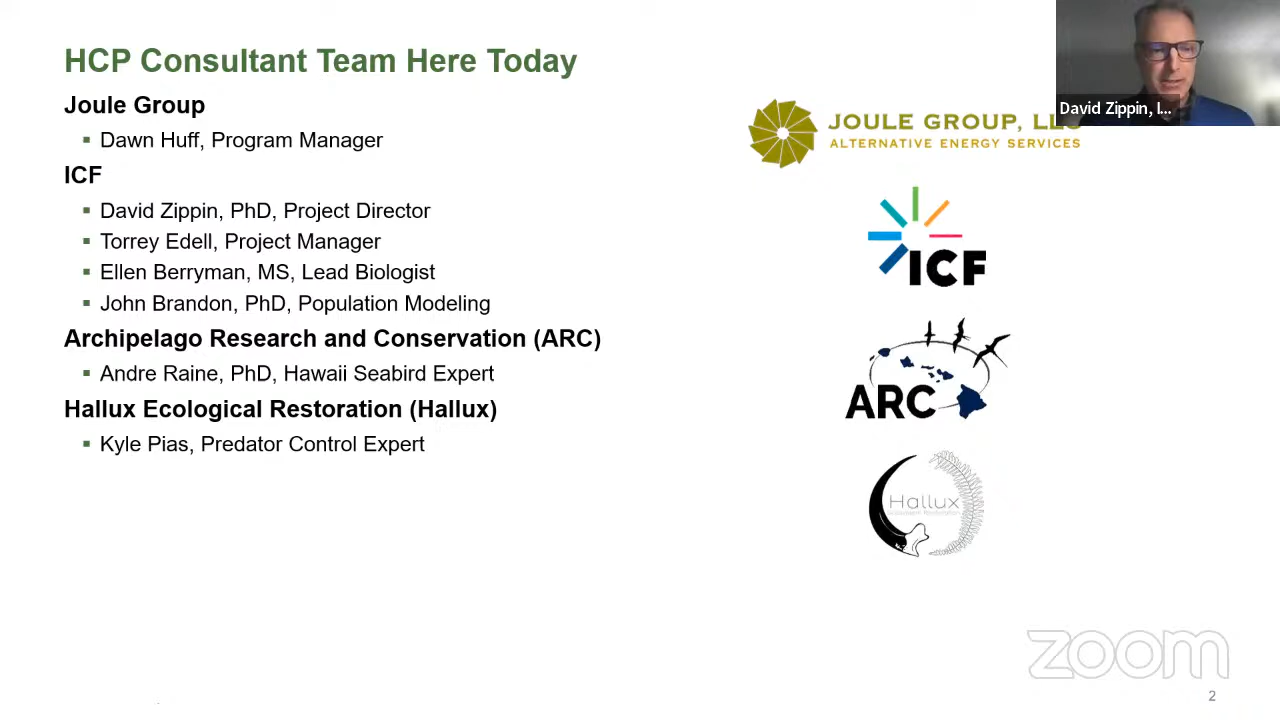 HCP Consultant Team Here Today
Joule Group
▪ Dawn Huff, Program Manager
ICF
▪ David Zippin, PhD, Project Director
▪ Torrey Edell, Project Manager
▪ Ellen Berryman, MS, Lead Biologist
▪ John Brandon, PhD, Population Modeling
Archipelago Research and Conservation (ARC)
▪ Andre Raine, PhD, Hawaii Seabird Expert
Hallux Ecological Restoration (Hallux)
▪ Kyle Pias, Predator Control Expert
David Zippin, I...
JOULE GROUP, LLC
ALTERNATIVE ENERGY SERVICES
ICF
ARC
Hallux
zoom
2